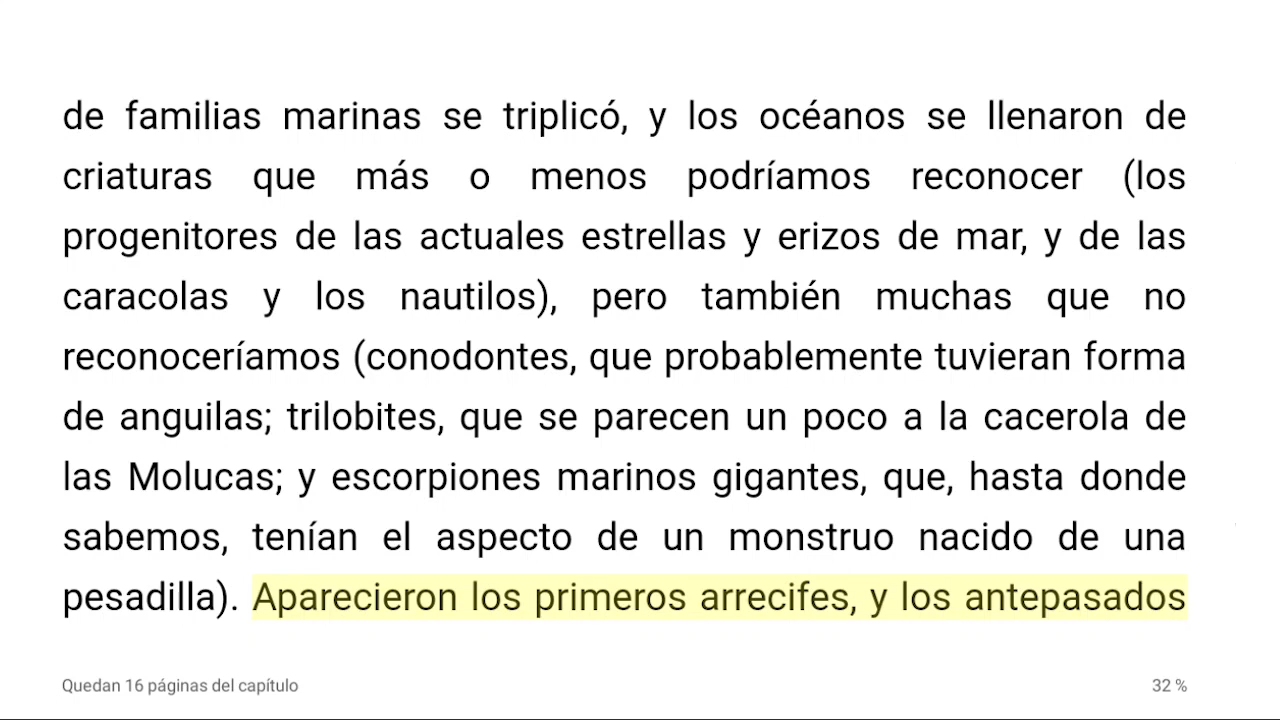 de familias marinas se triplicó, y los océanos se llenaron de
criaturas que más o menos podríamos reconocer (los
progenitores de las actuales estrellas y erizos de mar, y de las
caracolas y los nautilos), pero también muchas que no
reconoceríamos (conodontes, que probablemente tuvieran forma
de anguilas; trilobites, que se parecen un poco a la cacerola de
las Molucas; y escorpiones marinos gigantes, que, hasta donde
sabemos, tenían el aspecto de un monstruo nacido de una
pesadilla). Aparecieron los primeros arrecifes, y los antepasados
Quedan 16 páginas del capítulo
32 %